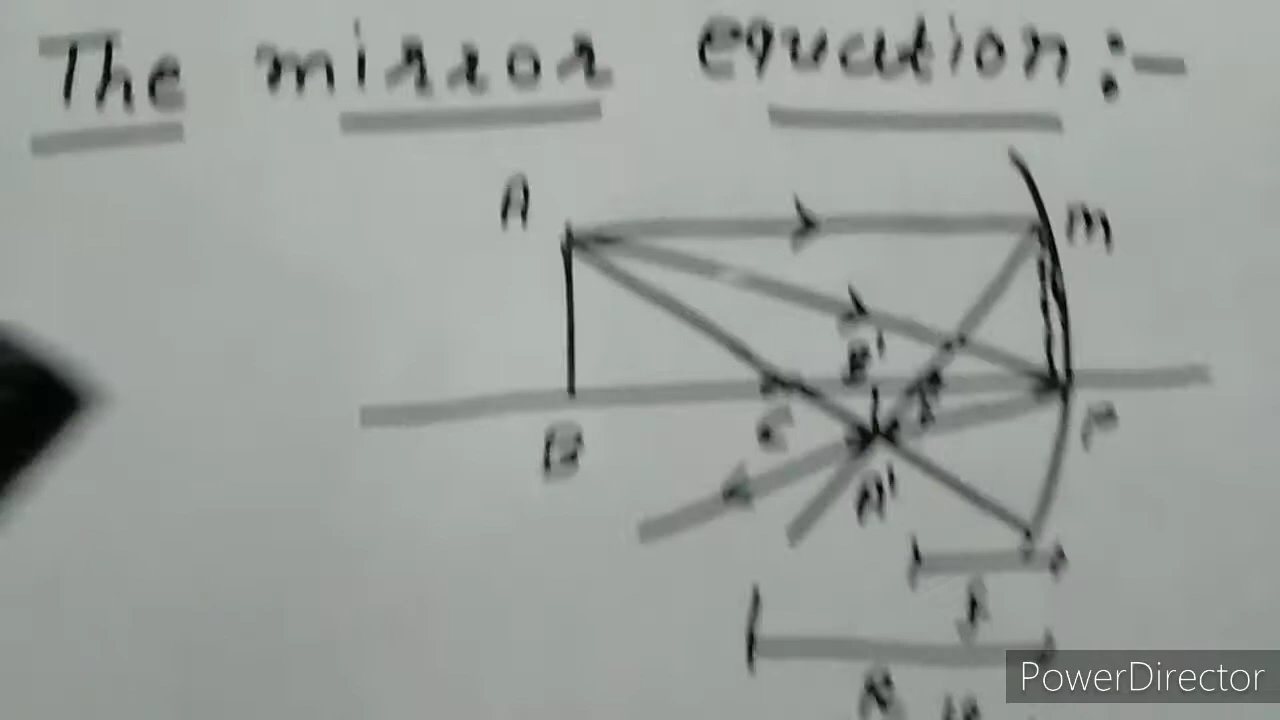 The mirror equation :-
A
M
B'
C
F
P
B
A'
f
R
u
PowerDirector